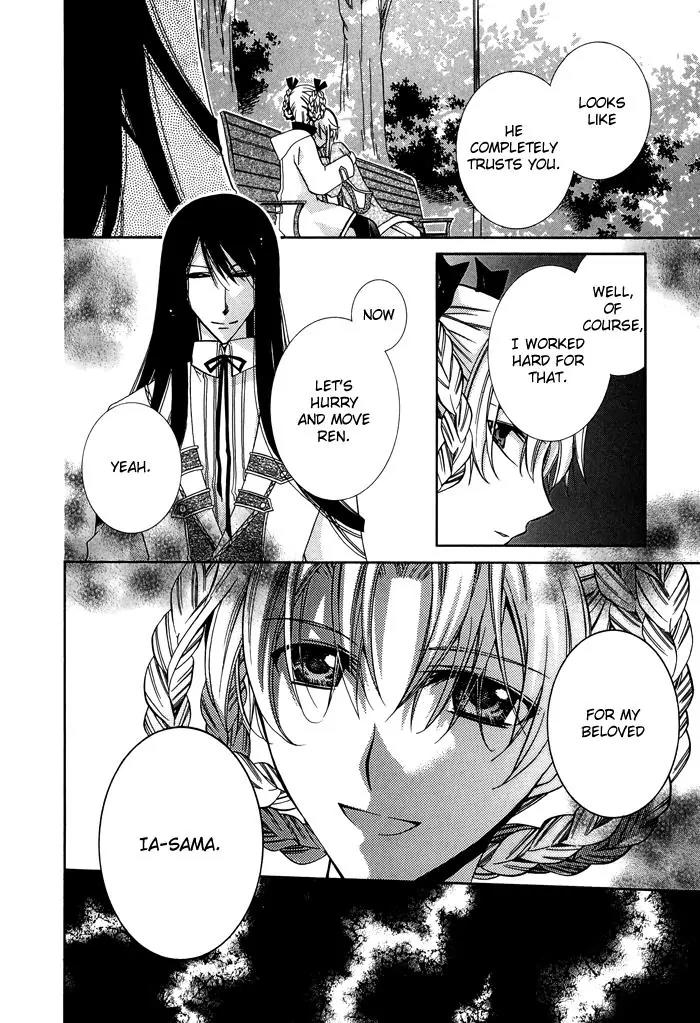 LOOKS
LIKE
HE
COMPLETELY
TRUSTS YOU.
WELL,
OF
COURSE,
I WORKED
HARD FOR
THAT.
NOW
LET'S
HURRY
AND MOVE
REN.
YEAH.
FOR MY
BELOVED
IA-SAMA.